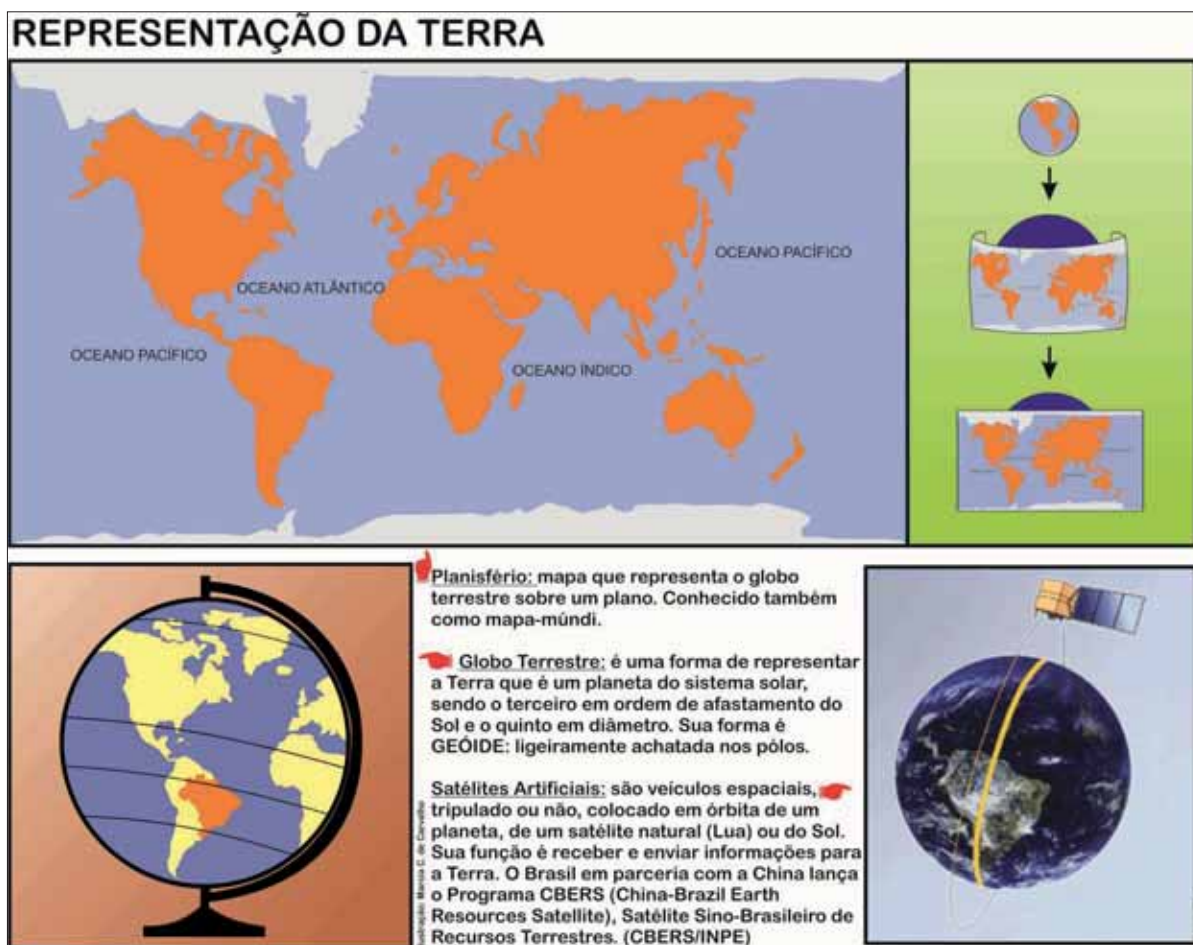 REPRESENTAÇÃO DA TERRA
OCEANO PACÍFICO
OCEANO ATLÂNTICO
OCEANO PACÍFICO
OCEANO ÍNDICO
Planisfério: mapa que representa o globo
terrestre sobre um plano. Conhecido também
como mapa-múndi.
Globo Terrestre: é uma forma de representar
a Terra que é um planeta do sistema solar,
sendo o terceiro em ordem de afastamento do
Sol e o quinto em diâmetro. Sua forma é
GEÓIDE: ligeiramente achatada nos pólos.
Satélites Artificiais: são veículos espaciais,
tripulado ou não, colocado em órbita de um
planeta, de um satélite natural (Lua) ou do Sol.
Sua função é receber e enviar informações para
a Terra. O Brasil em parceria com a China lança
o Programa CBERS (China-Brazil Earth
Resources Satellite), Satélite Sino-Brasileiro de
Recursos Terrestres. (CBERS/INPE)
Ilustração: Marcia C. de Carvalho